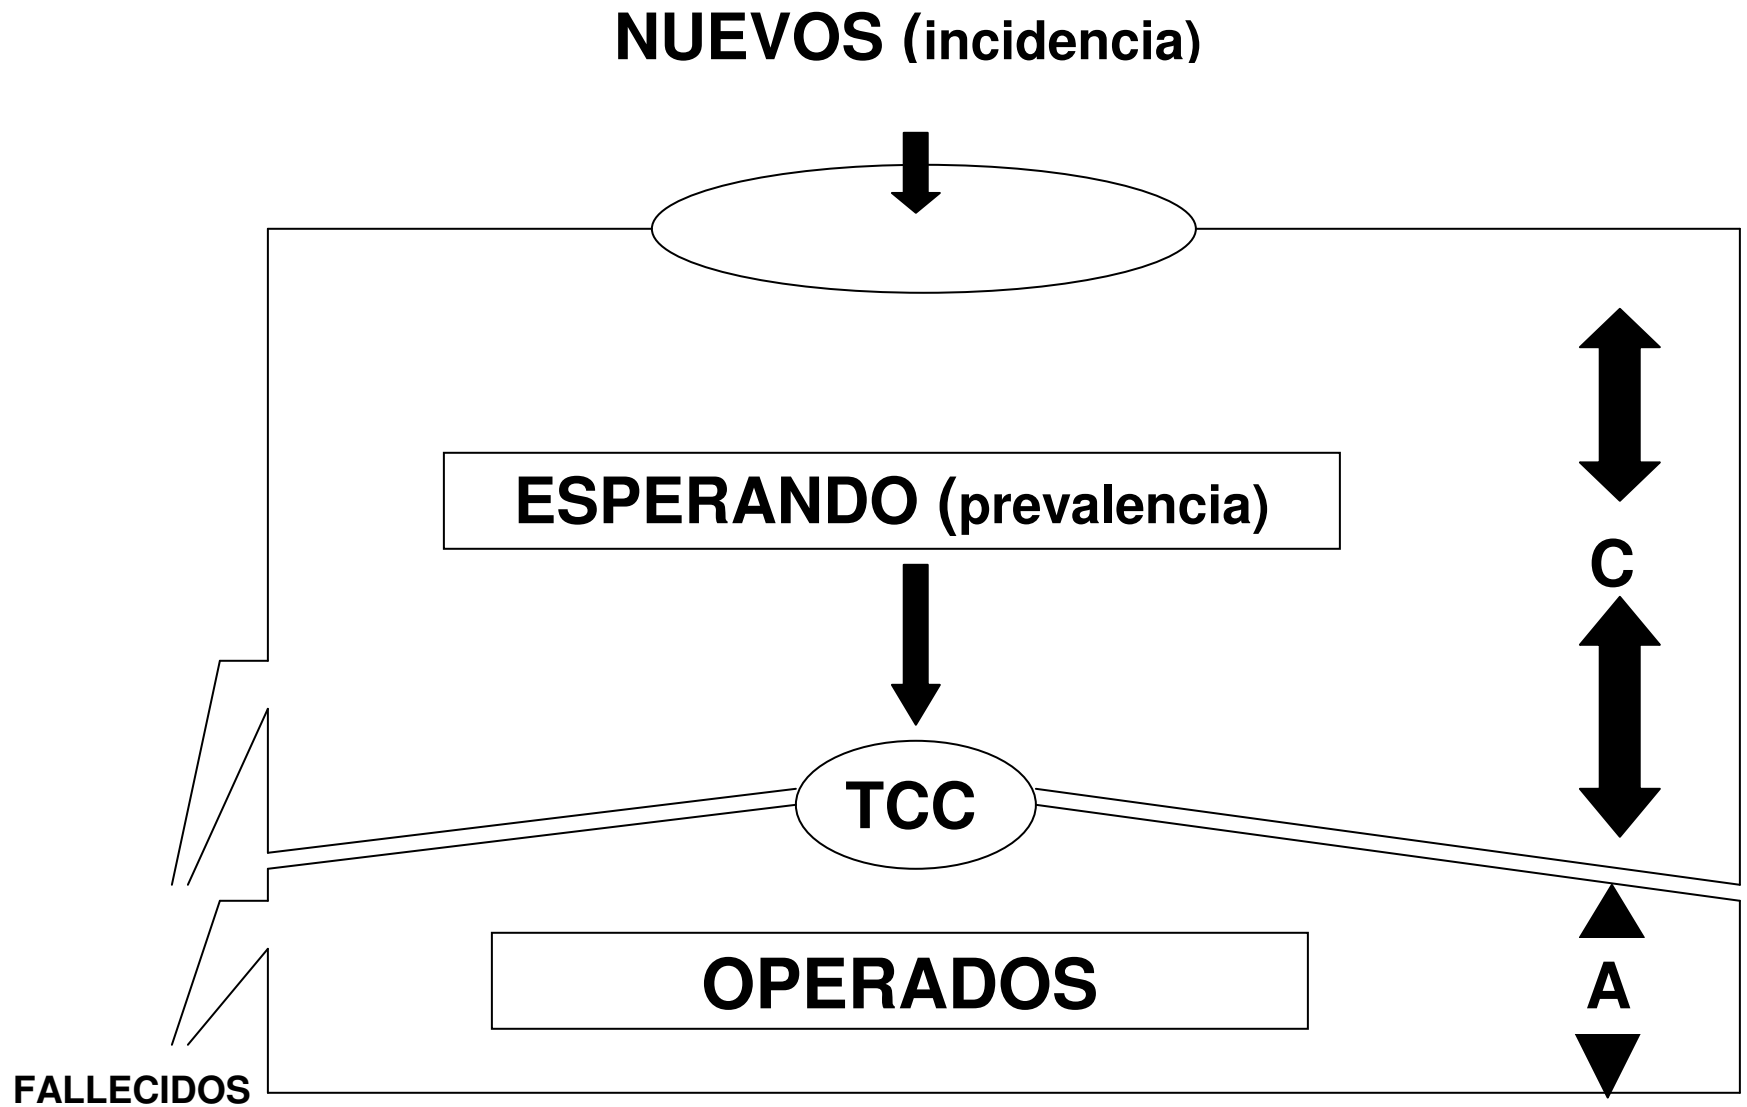 NUEVOS (incidencia)
ESPERANDO (prevalencia)
C
TCC
OPERADOS
A
FALLECIDOS